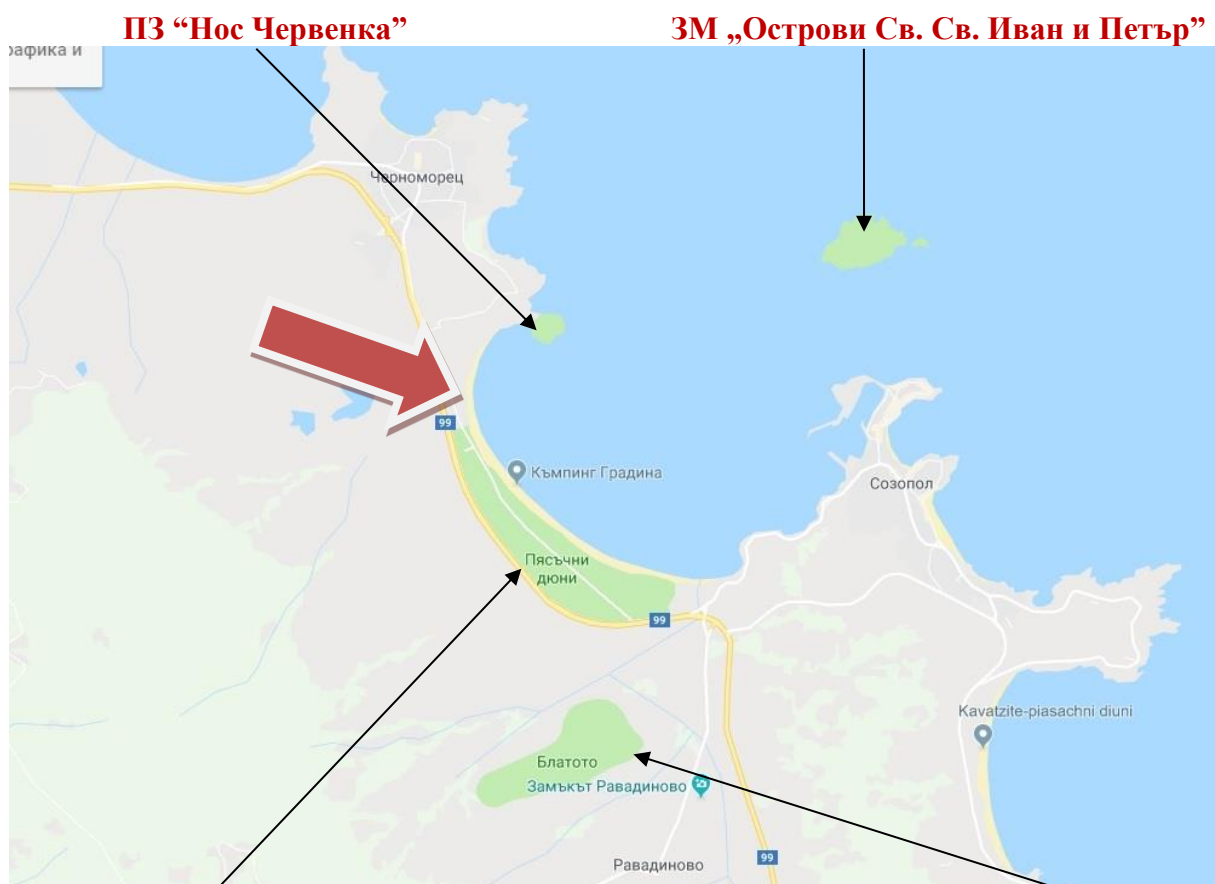 ПЗ “Нос Червенка”
ЗМ „Острови Св. Св. Иван и Петър”
рафика и
Черноморец
99
Къмпинг Градина
Созопол
Пясъчни
дюни
99
Kavatzite-piasachni diuni
Блатото
Замъкът Равадиново
Равадиново
99